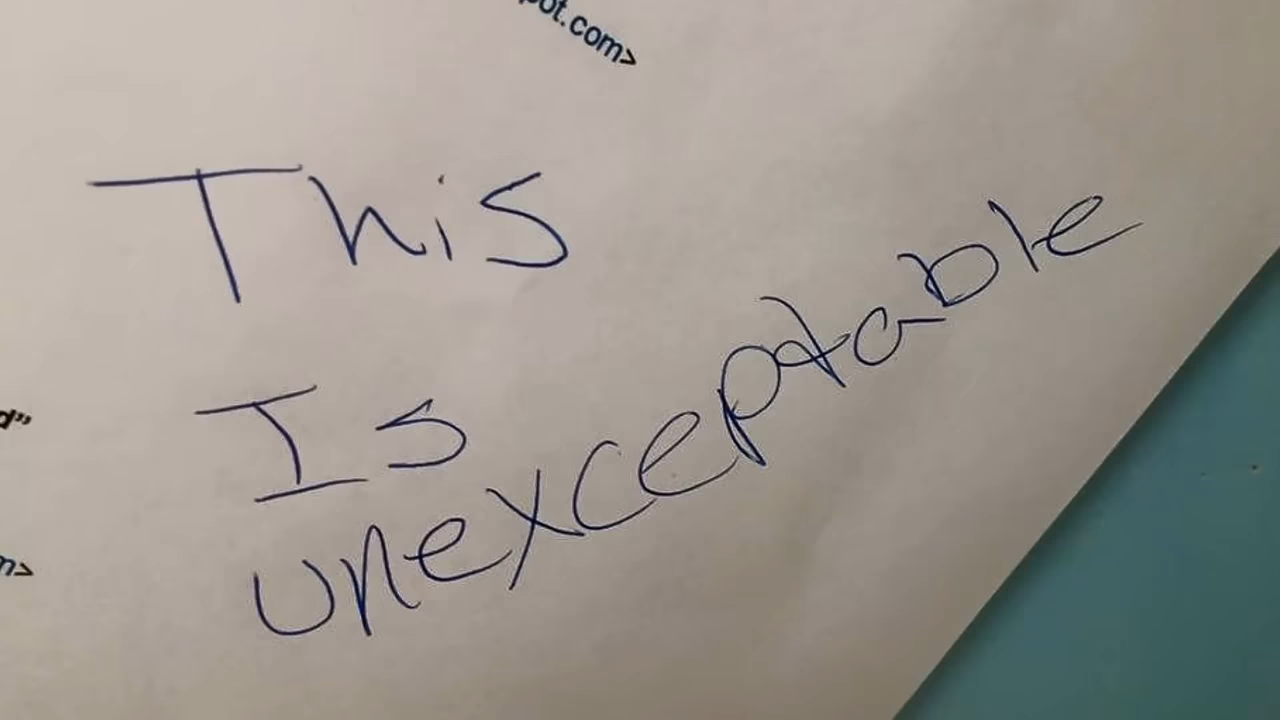 pot.com>
This
d"
Is
unexceptable
m>